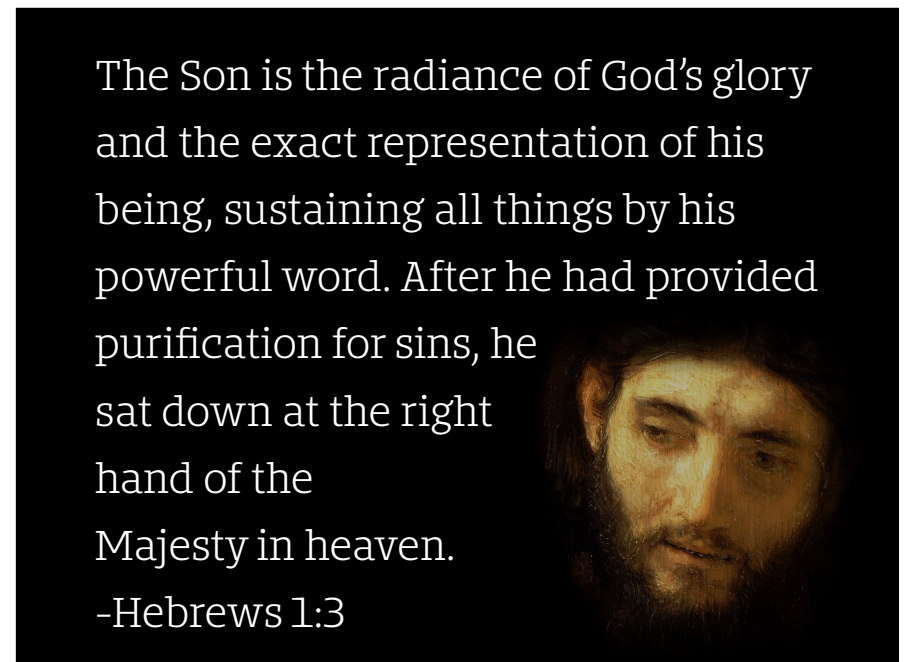 The Son is the radiance of God’s glory
and the exact representation of his
being, sustaining all things by his
powerful word. After he had provided
purification for sins, he
sat down at the right
hand of the
Majesty in heaven.
-Hebrews 1:3